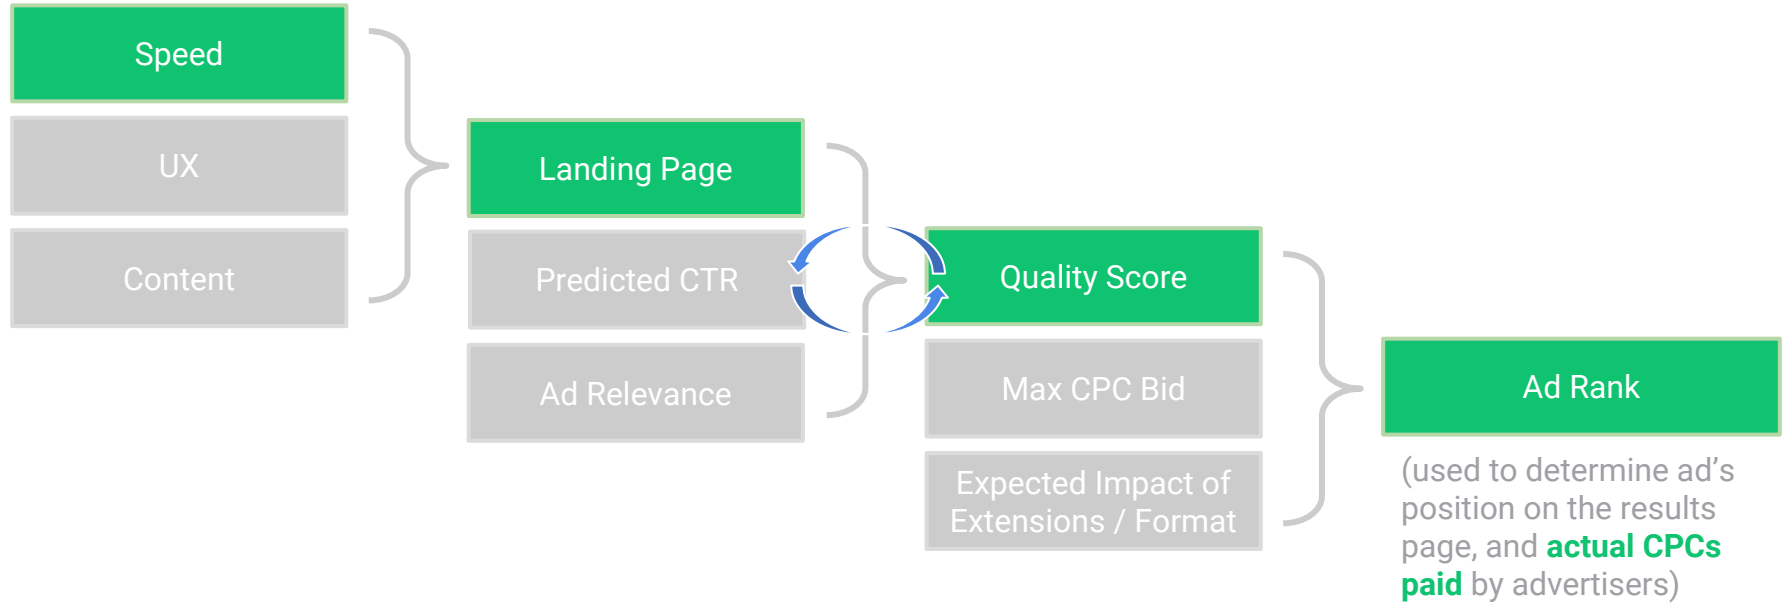 Speed
UX
Content
Landing Page
Predicted CTR
Ad Relevance
Quality Score
Max CPC Bid
Expected Impact of
Extensions / Format
Ad Rank
(used to determine ad’s
position on the results
page, and actual CPCs
paid by advertisers)